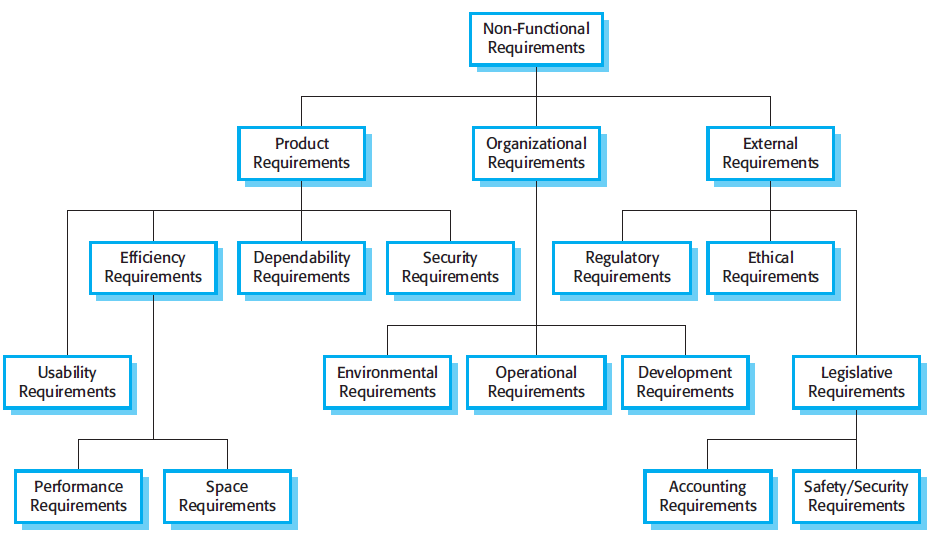 Non-Functional
Requirements
Product
Requirements
Organizational
Requirements
External
Requirements
Efficiency
Requirements
Dependability
Requirements
Security
Requirements
Regulatory
Requirements
Ethical
Requirements
Usability
Requirements
Environmental
Requirements
Operational
Requirements
Development
Requirements
Legislative
Requirements
Performance
Requirements
Space
Requirements
Accounting
Requirements
Safety/Security
Requirements